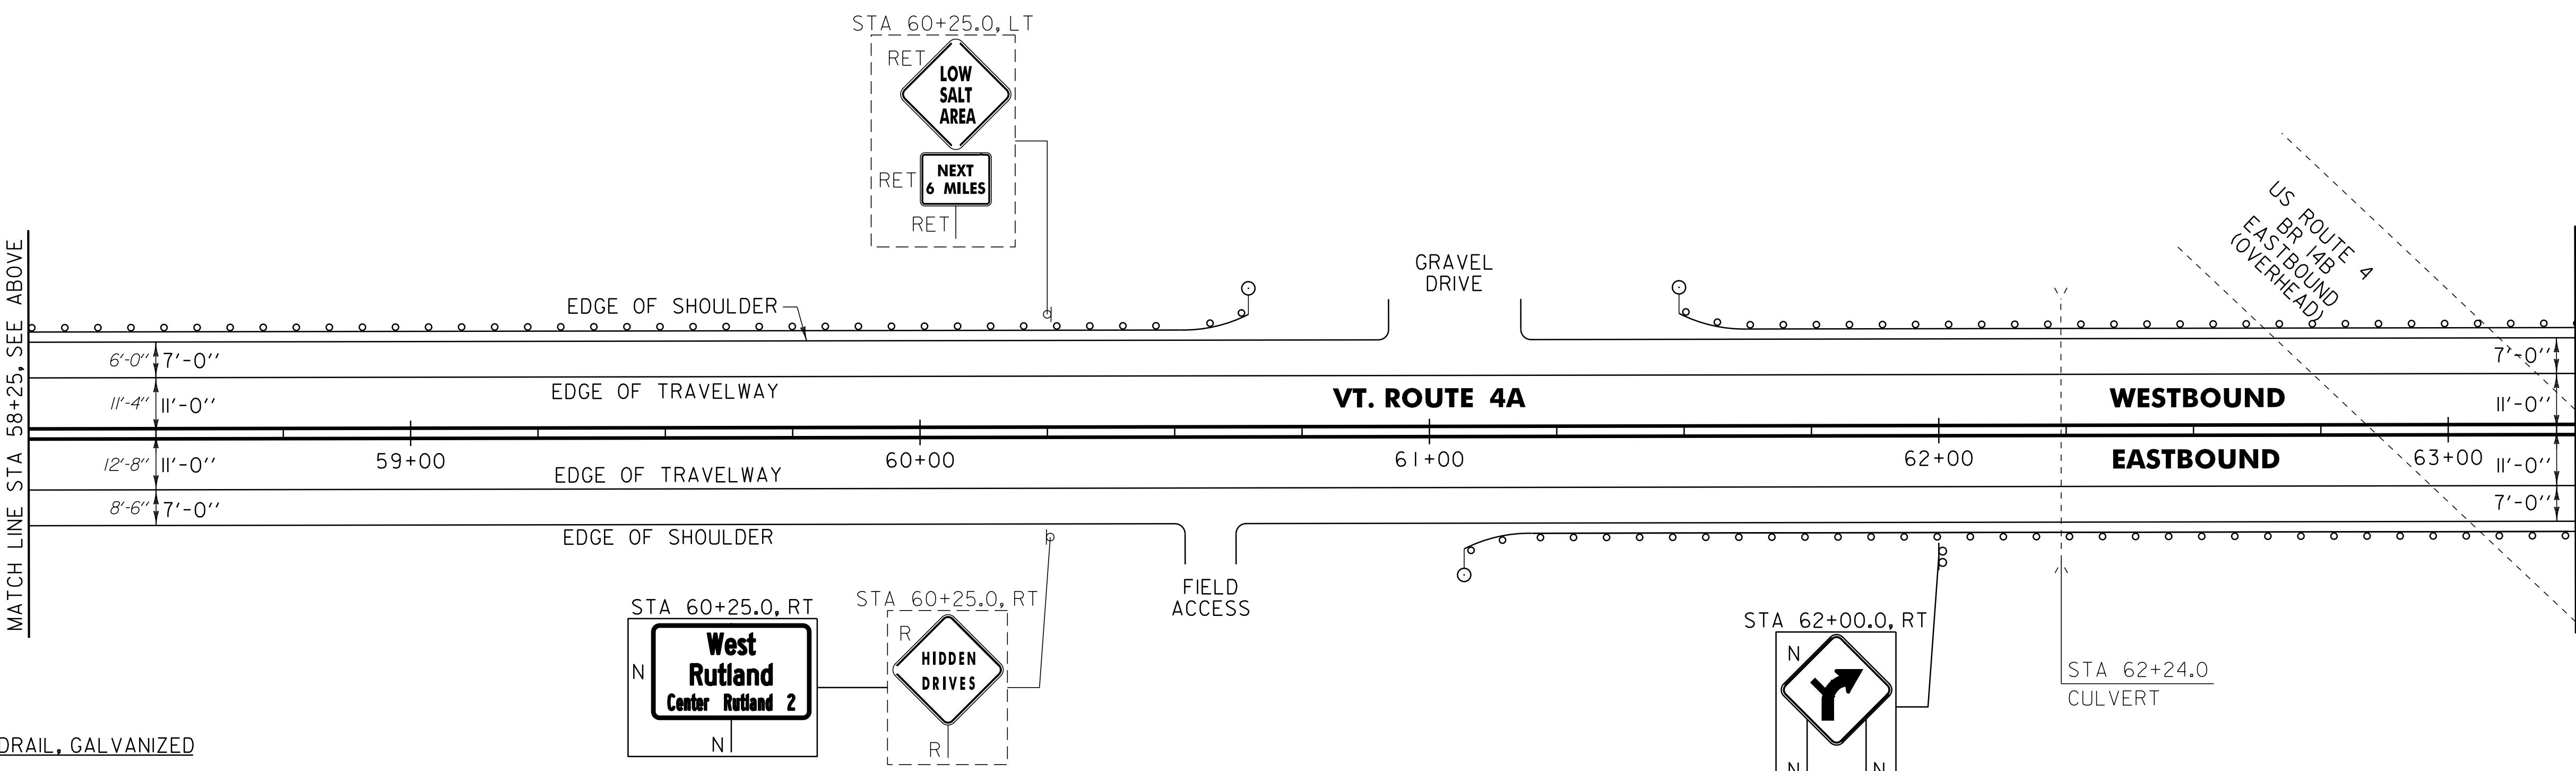 STA 60+25.0, LT
RET
LOW
SALT
AREA
RET
NEXT
6 MILES
RET
MATCH LINE STA 58+25, SEE ABOVE
EDGE OF SHOULDER
GRAVEL
DRIVE
US ROUTE 4
BR 14B
EASTBOUND
(OVERHEAD)
6'-0" 7'-0''
7'-0''
EDGE OF TRAVELWAY
VT. ROUTE 4A
WESTBOUND
11'-4" 11'-0''
11'-0''
59+00
60+00
61+00
62+00
63+00
12'-8" 11'-0''
EDGE OF TRAVELWAY
EASTBOUND
11'-0''
8'-6" 7'-0''
7'-0''
EDGE OF SHOULDER
FIELD
ACCESS
STA 60+25.0, RT
N
West
Rutland
Center Rutland 2
N
STA 60+25.0, RT
R
HIDDEN
DRIVES
R
STA 62+00.0, RT
N
N N
STA 62+24.0
CULVERT
DRAIL, GALVANIZED